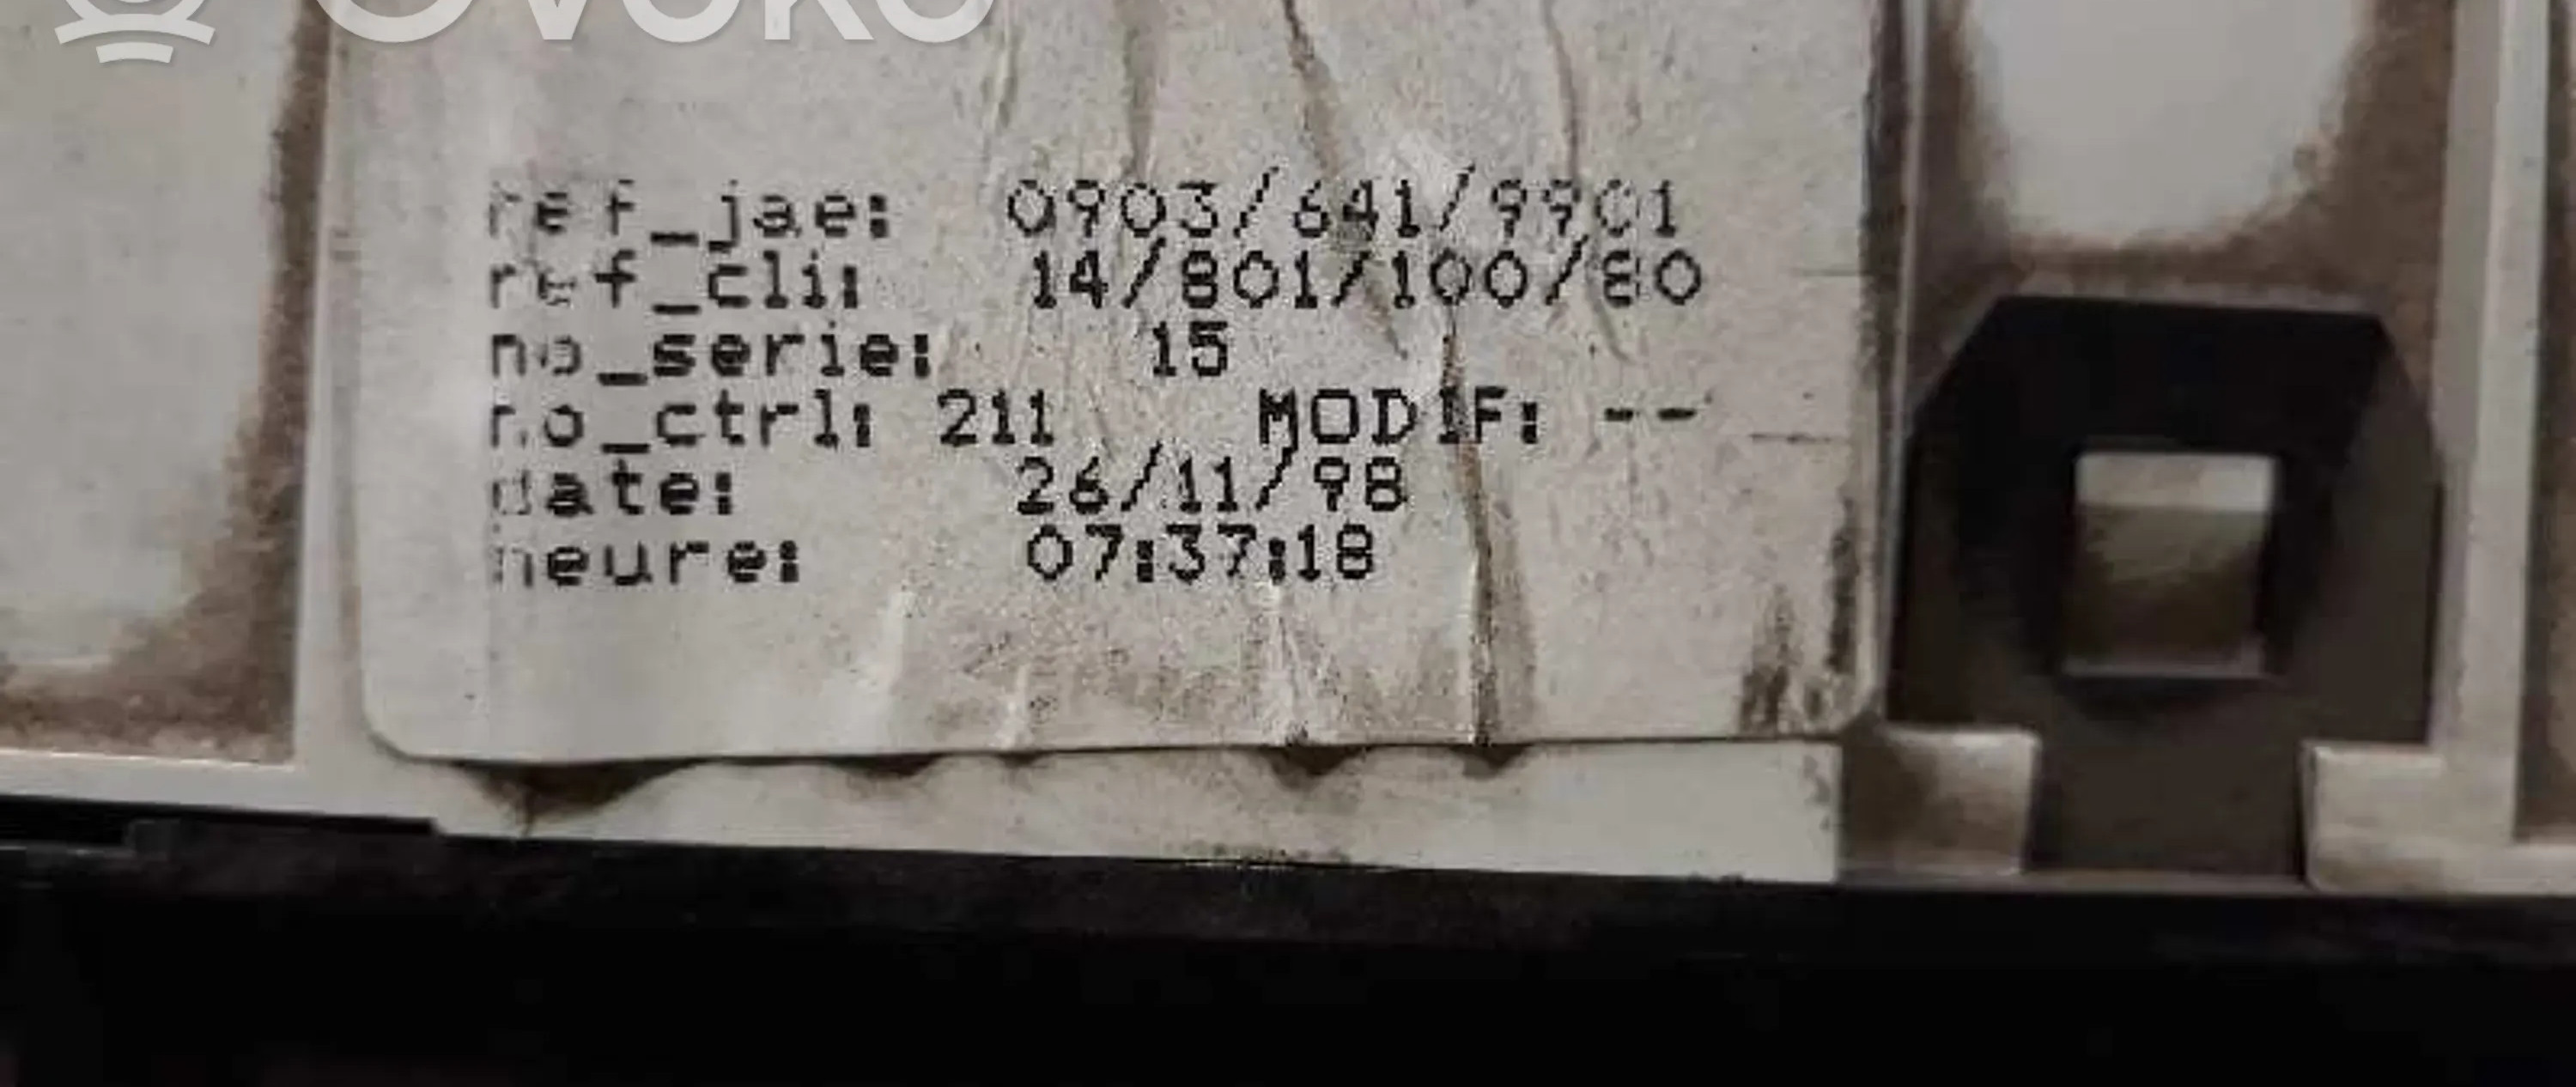 Ovoko
ref_jae: 0903/641/9901
ref_cli: 14/801/100/80
no_serie: 15
no_ctrl: 211 MODIF: --
date: 26/11/98
heure: 07:37:18